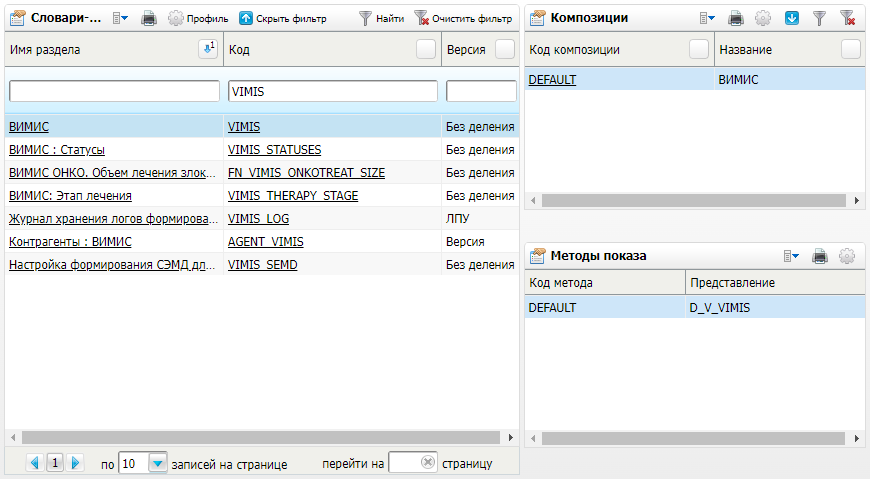 Словари-... Профиль Скрыть фильтр Найти Очистить фильтр
Имя раздела 1 Код Версия
VIMIS
ВИМИС VIMIS Без деления
ВИМИС : Статусы VIMIS_STATUSES Без деления
ВИМИС ОНКО. Объем лечения злок... FN_VIMIS_ONKOTREAT_SIZE Без деления
ВИМИС: Этап лечения VIMIS_THERAPY_STAGE Без деления
Журнал хранения логов формирова... VIMIS_LOG ЛПУ
Контрагенты : ВИМИС AGENT_VIMIS Версия
Настройка формирования СЭМД дл... VIMIS_SEMD Без деления
1 по 10 записей на странице перейти на страницу
Композиции
Код композиции Название
DEFAULT ВИМИС
Методы показа
Код метода Представление
DEFAULT D_V_VIMIS